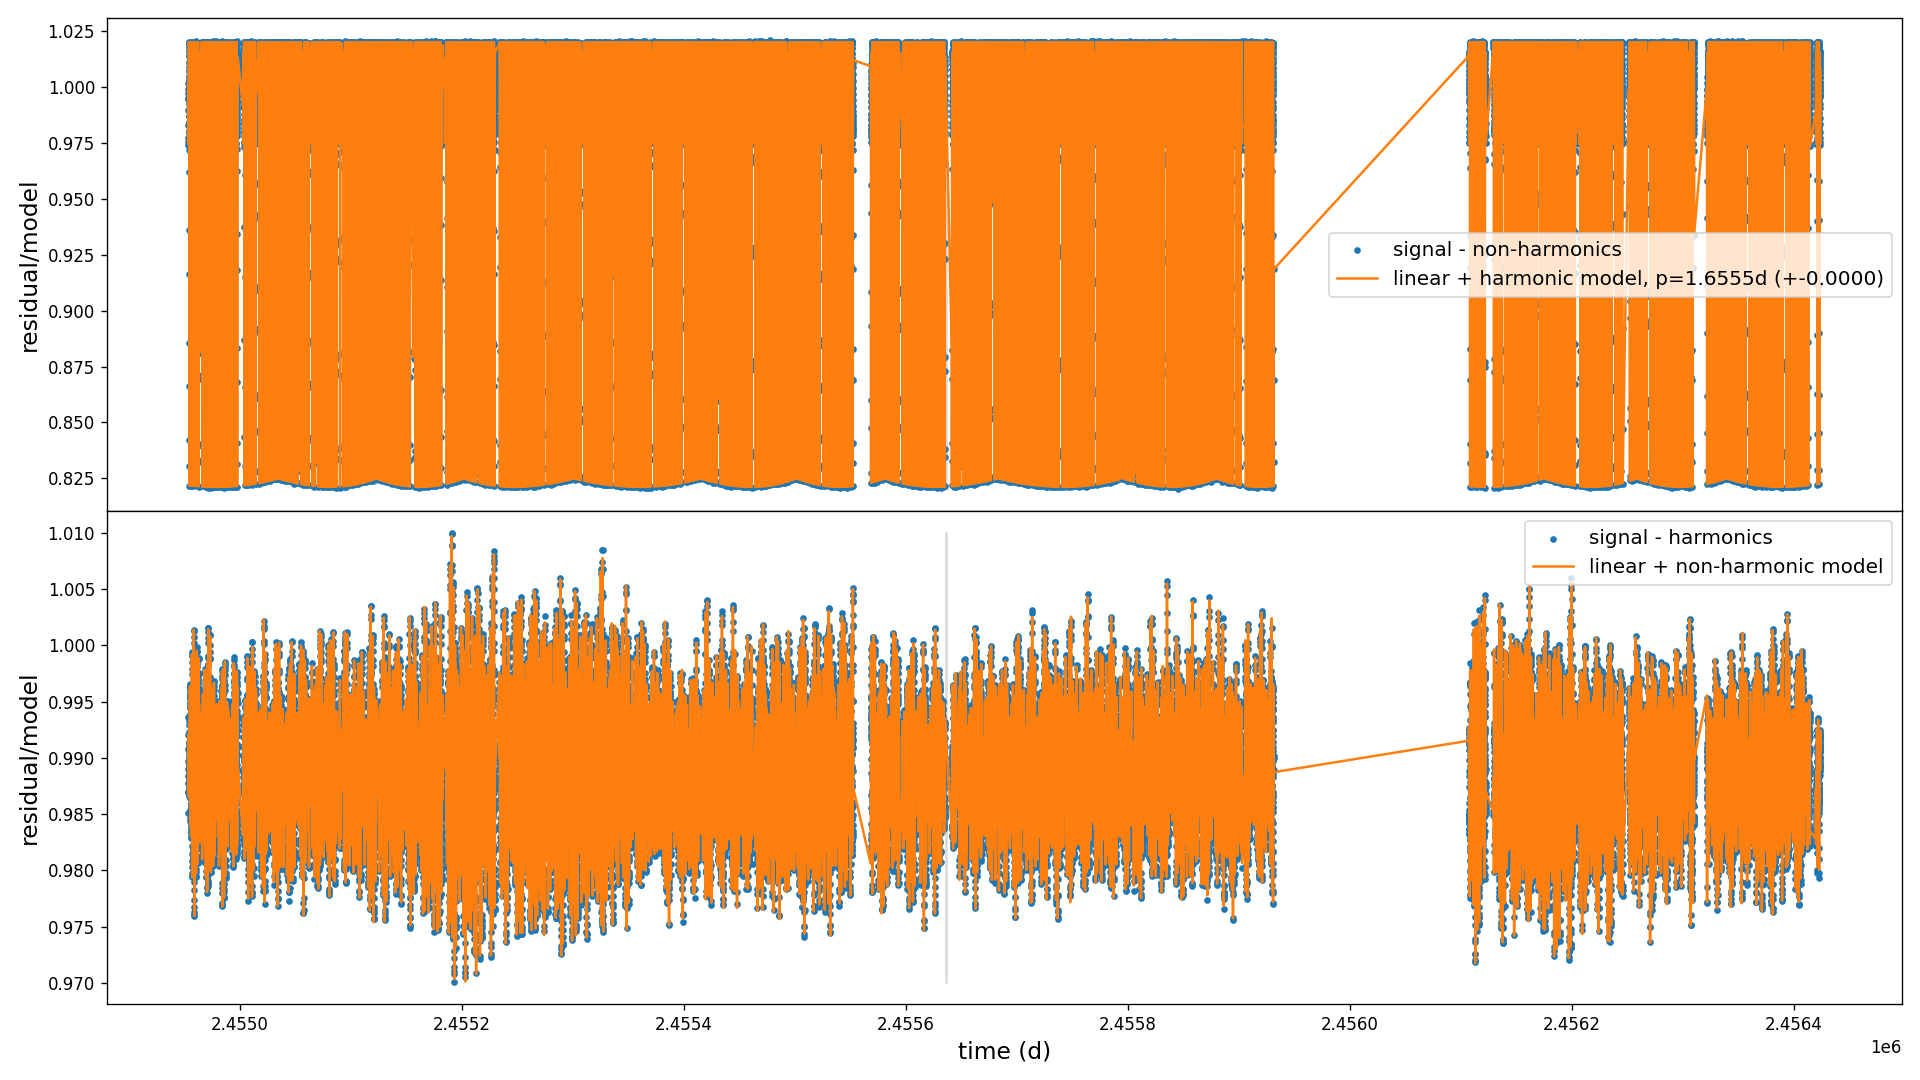 1.025
1.000
0.975
0.950
0.925
0.900
0.875
0.850
0.825
residual/model
signal - non-harmonics
linear + harmonic model, p=1.6555d (+-0.0000)
1.010
1.005
1.000
0.995
0.990
0.985
0.980
0.975
0.970
residual/model
signal - harmonics
linear + non-harmonic model
2.4550 2.4552 2.4554 2.4556 2.4558 2.4560 2.4562 2.4564
time (d)
1e6